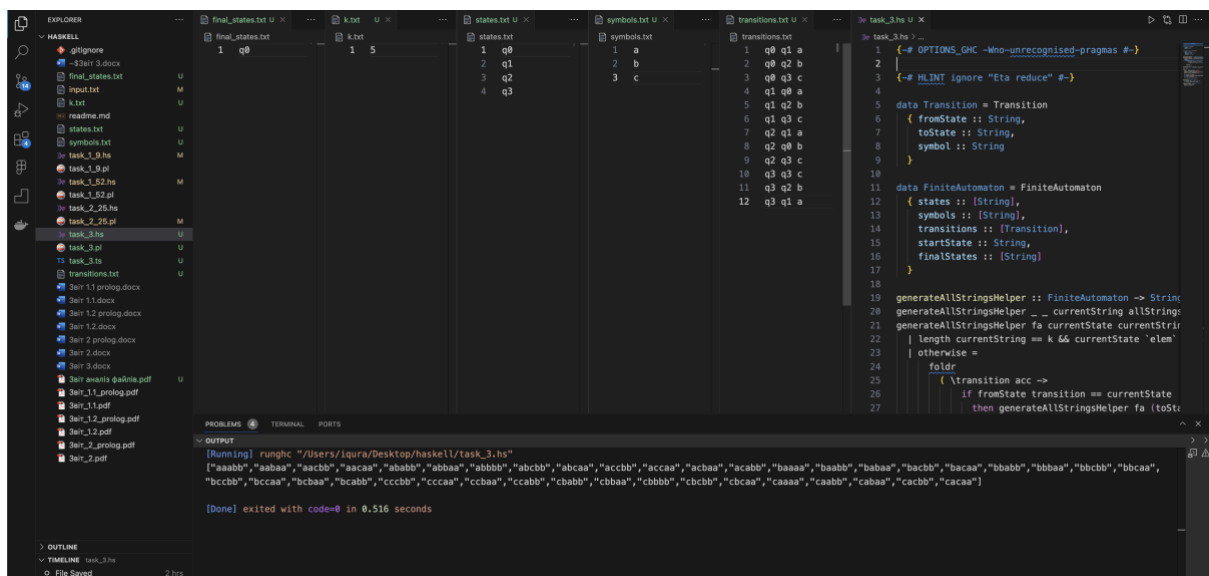 EXPLORER
HASKELL
.gitignore
~$Звіт 3.docx
final_states.txt U
input.txt M
k.txt U
readme.md
states.txt U
symbols.txt U
task_1_9.hs M
task_1_9.pl
task_1_52.hs M
task_1_52.pl
task_2_25.hs
task_2_25.pl M
task_3.hs U
task_3.pl U
TS task_3.ts U
transitions.txt U
Звіт 1.1 prolog.docx
Звіт 1.1.docx
Звіт 1.2 prolog.docx
Звіт 1.2.docx
Звіт 2 prolog.docx
Звіт 2.docx
Звіт 3.docx
Звіт аналіз файлів.pdf U
Звіт_1.1_prolog.pdf
Звіт_1.1.pdf
Звіт_1.2_prolog.pdf
Звіт_1.2.pdf
Звіт_2_prolog.pdf
Звіт_2.pdf
OUTLINE
TIMELINE task_3.hs
File Saved 2 hrs
14
final_states.txt U
final_states.txt
1 q0
k.txt U
k.txt
1 5
states.txt U
states.txt
1 q0
2 q1
3 q2
4 q3
symbols.txt U
symbols.txt
1 a
2 b
3 c
transitions.txt U
transitions.txt
1 q0 q1 a
2 q0 q2 b
3 q0 q3 c
4 q1 q0 a
5 q1 q2 b
6 q1 q3 c
7 q2 q1 a
8 q2 q0 b
9 q2 q3 c
10 q3 q3 c
11 q3 q2 b
12 q3 q1 a
task_3.hs U
task_3.hs > ...
1 {-# OPTIONS_GHC -Wno-unrecognised-pragmas #-}
2
3 {-# HLINT ignore "Eta reduce" #-}
4
5 data Transition = Transition
6 { fromState :: String,
7 toState :: String,
8 symbol :: String
9 }
10
11 data FiniteAutomaton = FiniteAutomaton
12 { states :: [String],
13 symbols :: [String],
14 transitions :: [Transition],
15 startState :: String,
16 finalStates :: [String]
17 }
18
19 generateAllStringsHelper :: FiniteAutomaton -> String
20 generateAllStringsHelper _ _ currentString allStrings
21 generateAllStringsHelper fa currentState currentStrin
22 | length currentString == k && currentState `elem`
23 | otherwise =
24 foldr
25 ( \transition acc ->
26 if fromState transition == currentState
27 then generateAllStringsHelper fa (toSta
PROBLEMS 4 TERMINAL PORTS
OUTPUT
[Running] runghc "/Users/iqura/Desktop/haskell/task_3.hs"
["aaabb","aabaa","aacbb","aacaa","ababb","abbaa","abbbb","abcbb","abcaa","accbb","accaa","acbaa","acabb","baaaa","baabb","babaa","bacbb","bacaa","bbabb","bbbaa","bbcbb","bbcaa",
"bccbb","bccaa","bcbaa","bcabb","cccbb","cccaa","ccbaa","ccabb","cbabb","cbbaa","cbbbb","cbcbb","cbcaa","caaaa","caabb","cabaa","cacbb","cacaa"]
[Done] exited with code=0 in 0.516 seconds